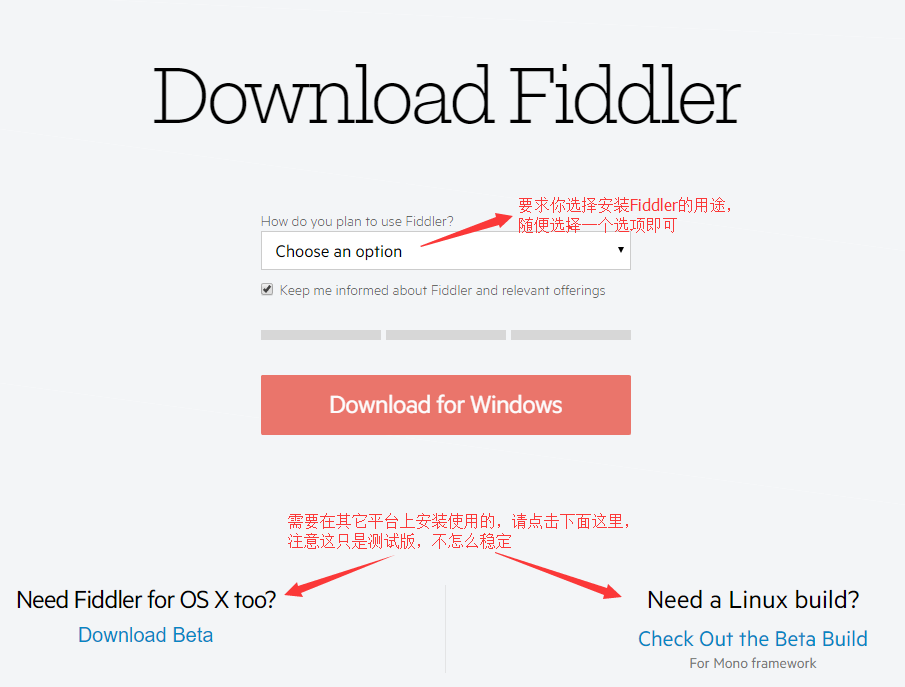 Download Fiddler
要求你选择安装Fiddler的用途，
随便选择一个选项即可
How do you plan to use Fiddler?
Choose an option
Keep me informed about Fiddler and relevant offerings
Download for Windows
需要在其它平台上安装使用的，请点击下面这里，
注意这只是测试版，不怎么稳定
Need Fiddler for OS X too?
Download Beta
Need a Linux build?
Check Out the Beta Build
For Mono framework